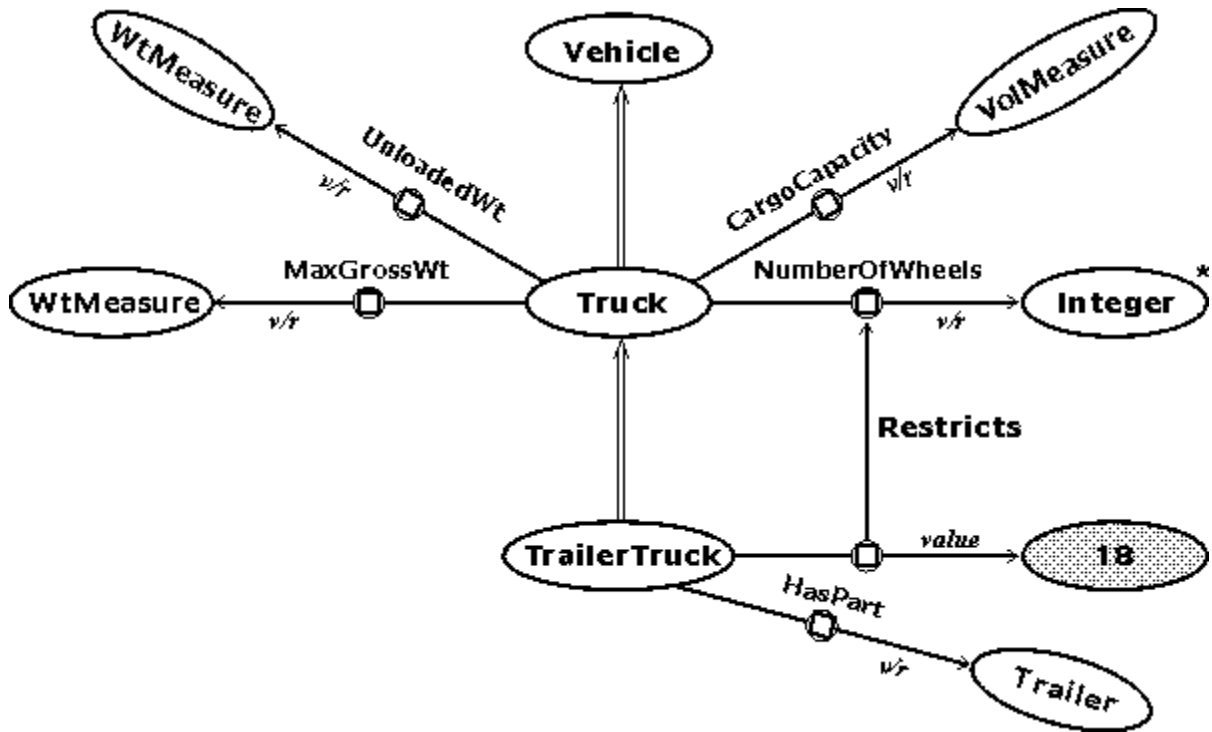 WtMeasure
Vehicle
VolMeasure
UnloadedWt
v/r
CargoCapacity
v/r
MaxGrossWt
NumberOfWheels
WtMeasure
v/r
Truck
v/r
Integer
*
Restricts
TrailerTruck
value
18
HasPart
v/r
Trailer